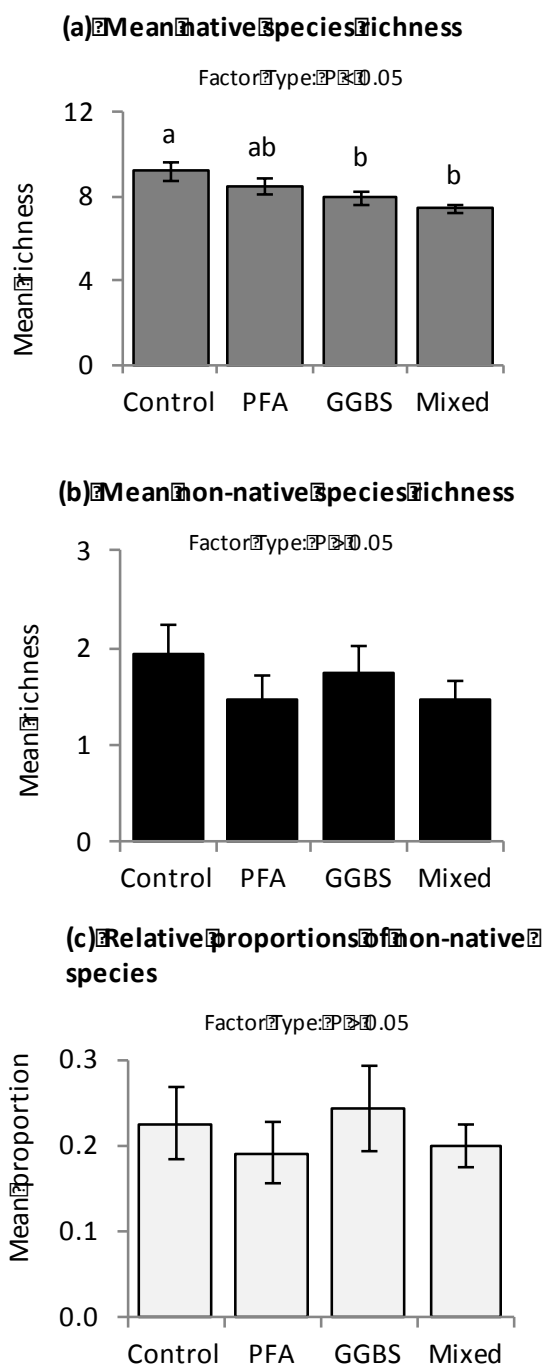 (a) Mean native species richness
Factor Type: P < 0.05
12
8
4
0
Mean richness
a
ab
b
b
Control PFA GGBS Mixed
(b) Mean non-native species richness
Factor Type: P > 0.05
3
2
1
0
Mean richness
Control PFA GGBS Mixed
(c) Relative proportions of non-native
species
Factor Type: P > 0.05
0.3
0.2
0.1
0.0
Mean proportion
Control PFA GGBS Mixed